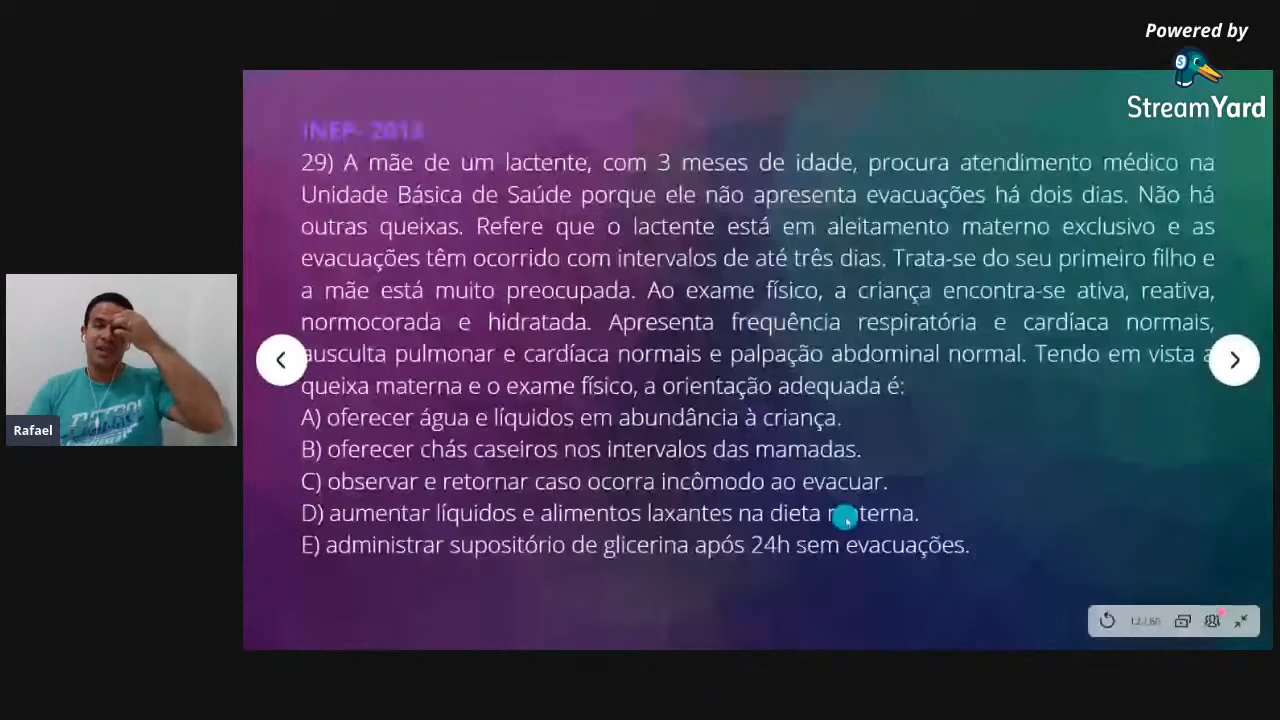 Powered by
StreamYard
INEP- 2013
29) A mãe de um lactente, com 3 meses de idade, procura atendimento médico na
Unidade Básica de Saúde porque ele não apresenta evacuações há dois dias. Não há
outras queixas. Refere que o lactente está em aleitamento materno exclusivo e as
evacuações têm ocorrido com intervalos de até três dias. Trata-se do seu primeiro filho e
a mãe está muito preocupada. Ao exame físico, a criança encontra-se ativa, reativa,
normocorada e hidratada. Apresenta frequência respiratória e cardíaca normais,
ausculta pulmonar e cardíaca normais e palpação abdominal normal. Tendo em vista a
queixa materna e o exame físico, a orientação adequada é:
A) oferecer água e líquidos em abundância à criança.
B) oferecer chás caseiros nos intervalos das mamadas.
C) observar e retornar caso ocorra incômodo ao evacuar.
D) aumentar líquidos e alimentos laxantes na dieta materna.
E) administrar supositório de glicerina após 24h sem evacuações.
Rafael
12 / 60